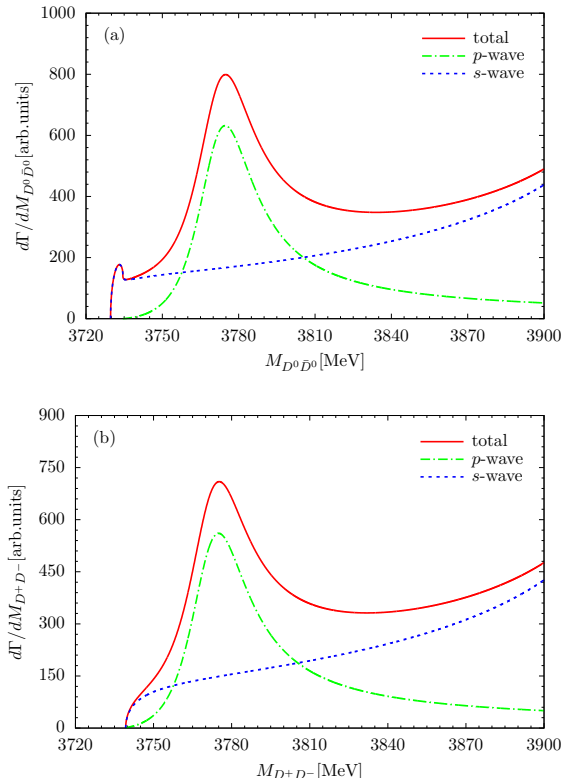 1000
800
600
400
200
0
dΓ/dM_{D^0 D̄^0}[arb.units]
(a)
total
p-wave
s-wave
3720 3750 3780 3810 3840 3870 3900
M_{D^0 D̄^0}[MeV]
900
750
600
450
300
150
0
dΓ/dM_{D^+D^-}[arb.units]
(b)
total
p-wave
s-wave
3720 3750 3780 3810 3840 3870 3900
M_{D^+D^-}[MeV]